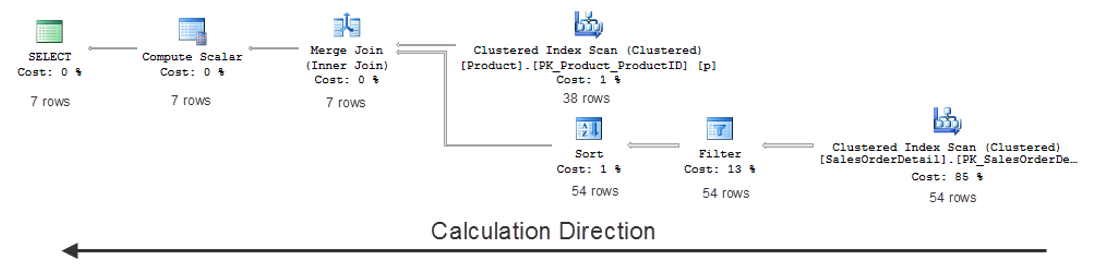 SELECT
Cost: 0 %
7 rows
Compute Scalar
Cost: 0 %
7 rows
Merge Join
(Inner Join)
Cost: 0 %
7 rows
Clustered Index Scan (Clustered)
[Product].[PK_Product_ProductID] [p]
Cost: 1 %
38 rows
Sort
Cost: 1 %
54 rows
Filter
Cost: 13 %
54 rows
Clustered Index Scan (Clustered)
[SalesOrderDetail].[PK_SalesOrderDe…
Cost: 85 %
54 rows
Calculation Direction